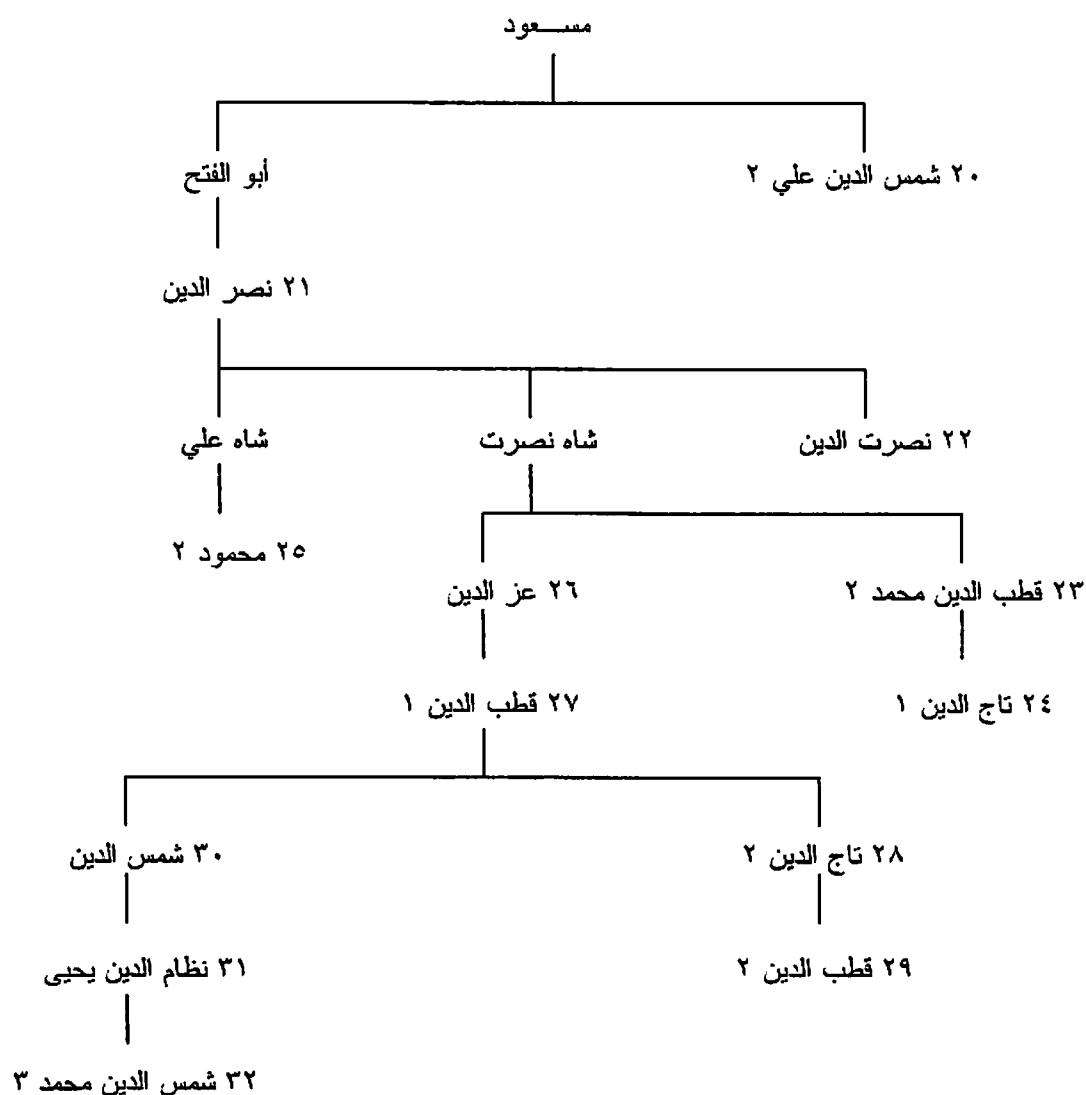 مسعود
٢٠ شمس الدين علي ٢
أبو الفتح
٢١ نصر الدين
٢٢ نصرت الدين
شاه نصرت
شاه علي
٢٥ محمود ٢
٢٣ قطب الدين محمد ٢
٢٦ عز الدين
٢٤ تاج الدين ١
٢٧ قطب الدين ١
٢٨ تاج الدين ٢
٣٠ شمس الدين
٢٩ قطب الدين ٢
٣١ نظام الدين يحيى
٣٢ شمس الدين محمد ٣